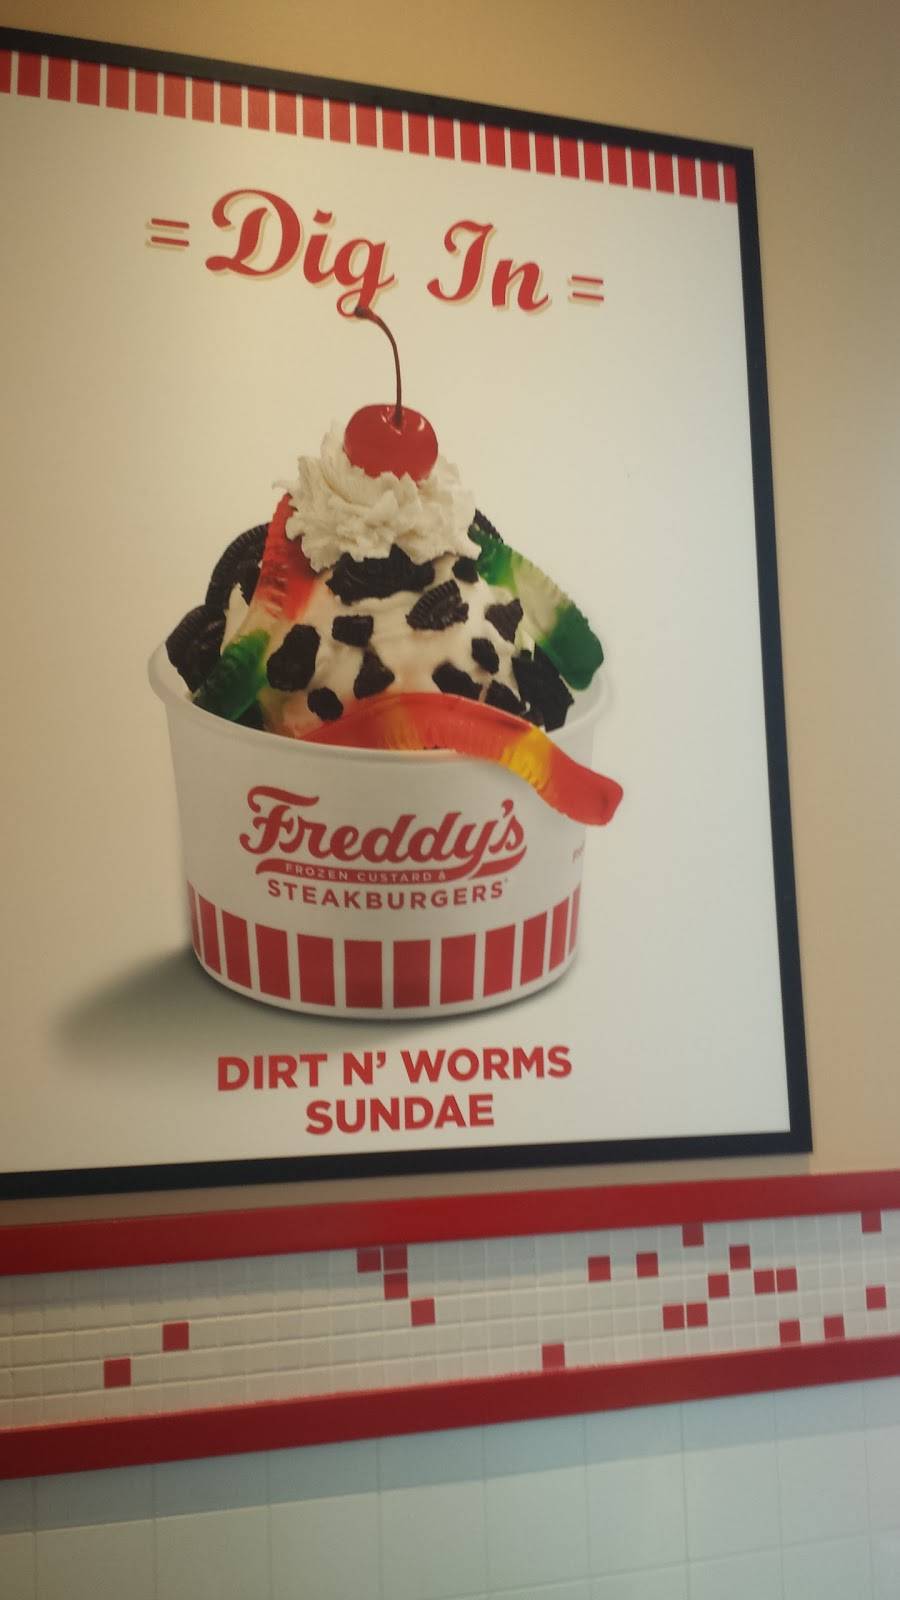 = Dig In =
Freddy's
FROZEN CUSTARD &
STEAKBURGERS
DIRT N' WORMS
SUNDAE